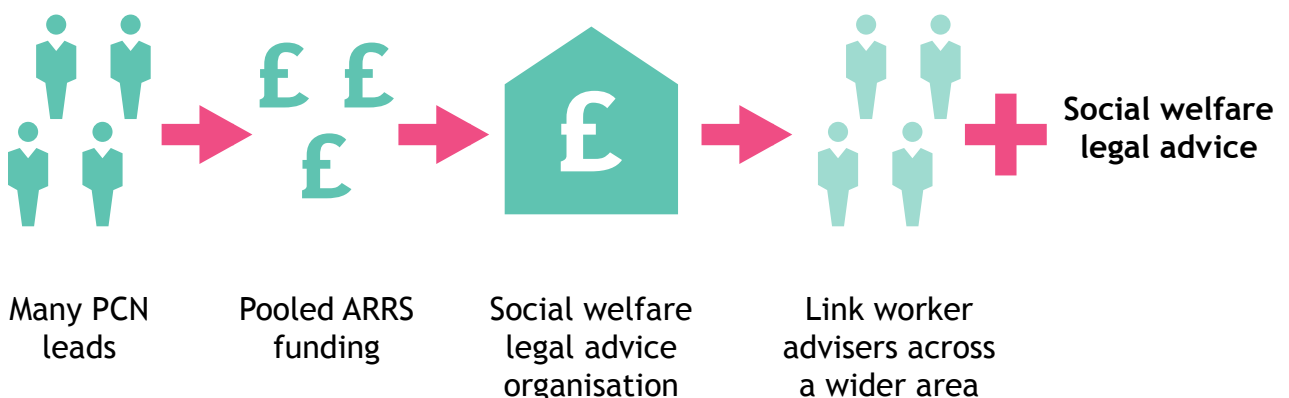 £ £
£
£
Social welfare
legal advice
Many PCN
leads
Pooled ARRS
funding
Social welfare
legal advice
organisation
Link worker
advisers across
a wider area